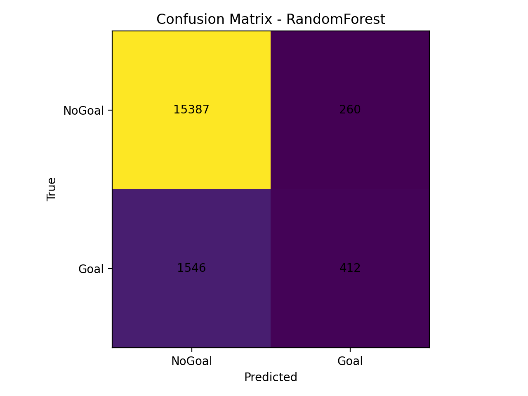 Confusion Matrix - RandomForest
NoGoal
15387
260
True
Goal
1546
412
NoGoal
Goal
Predicted